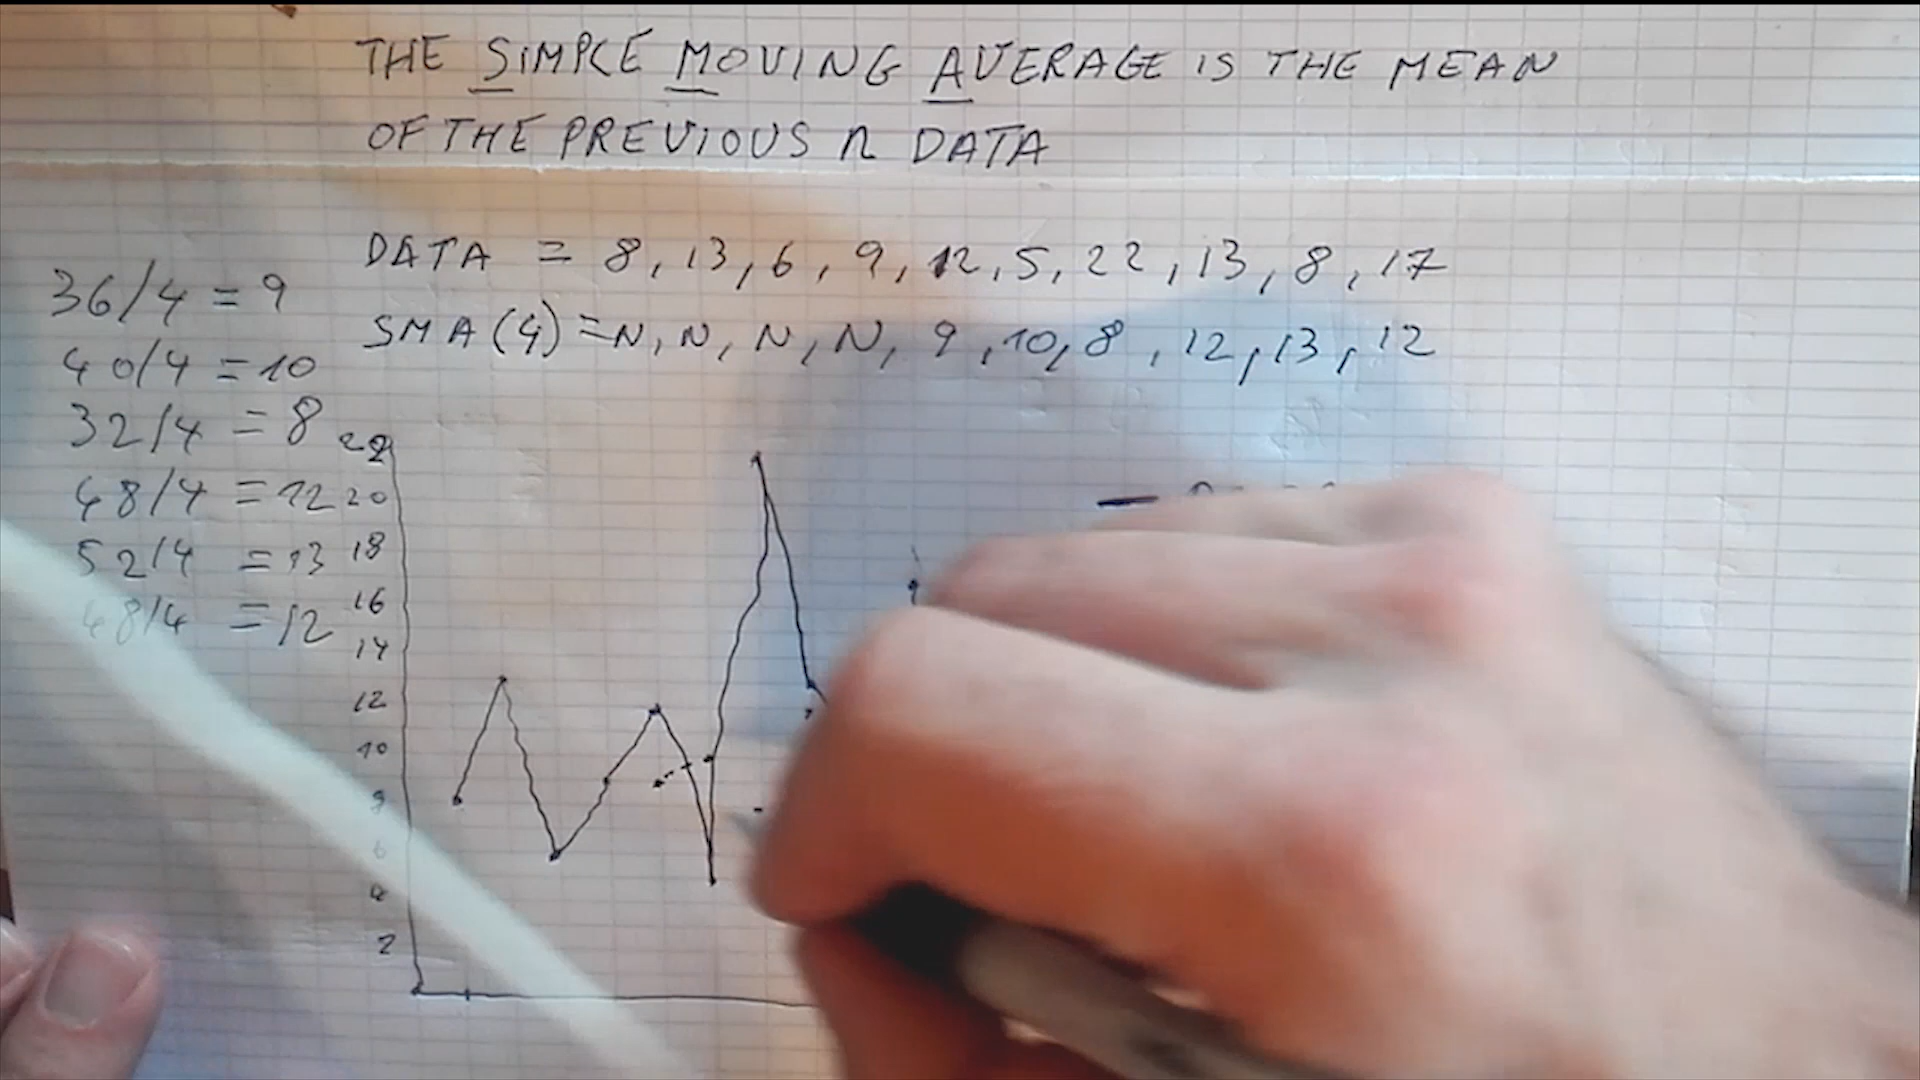 THE SIMPLE MOVING AVERAGE IS THE MEAN
OF THE PREVIOUS n DATA
DATA = 8, 13, 6, 9, 12, 5, 22, 13, 8, 17
SMA(4) = N, N, N, N, 9, 10, 8, 12, 13, 12
36/4 = 9
40/4 = 10
32/4 = 8
48/4 = 12
52/4 = 13
48/4 = 12
22
20
18
16
14
12
10
8
6
4
2